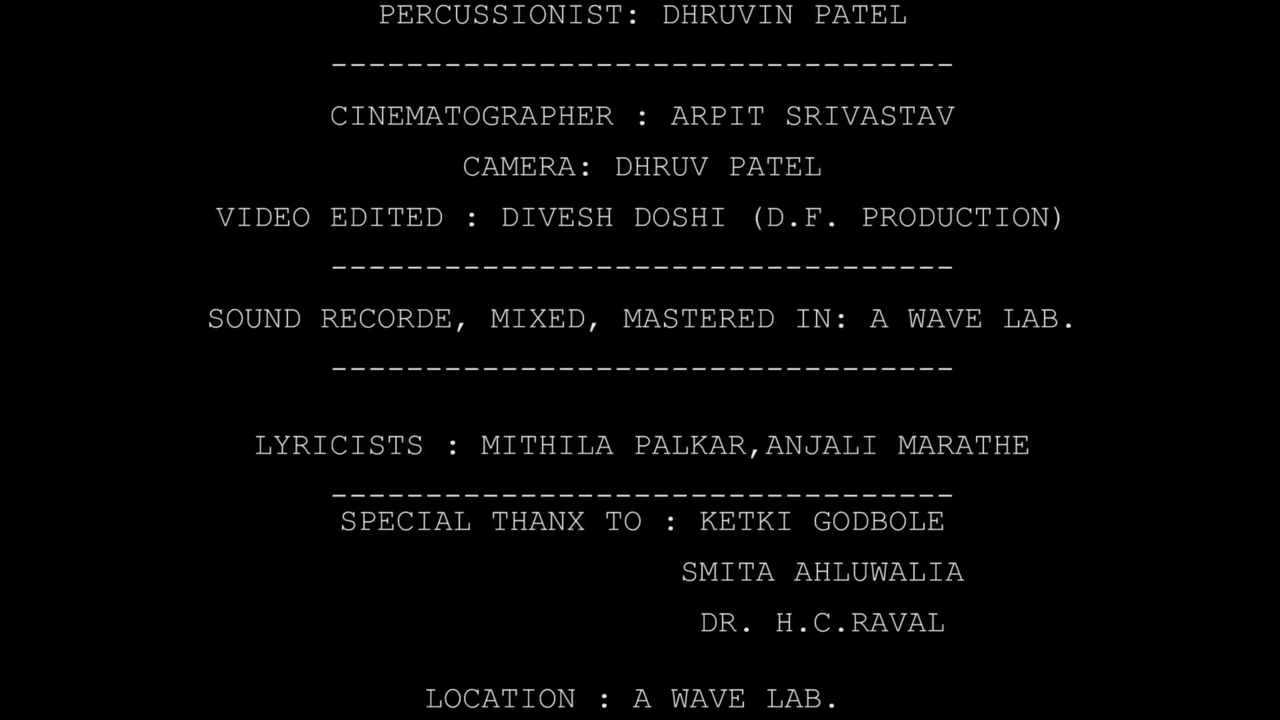 PERCUSSIONIST: DHRUVIN PATEL
---------------------------------
CINEMATOGRAPHER : ARPIT SRIVASTAV
CAMERA: DHRUV PATEL
VIDEO EDITED : DIVESH DOSHI (D.F. PRODUCTION)
---------------------------------
SOUND RECORDE, MIXED, MASTERED IN: A WAVE LAB.
---------------------------------
LYRICISTS : MITHILA PALKAR,ANJALI MARATHE
---------------------------------
SPECIAL THANX TO : KETKI GODBOLE
SMITA AHLUWALIA
DR. H.C.RAVAL
LOCATION : A WAVE LAB.